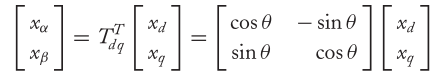 [x_α
x_β] = T_dq^T [x_d
x_q] = [cos θ − sin θ
sin θ cos θ] [x_d
x_q]